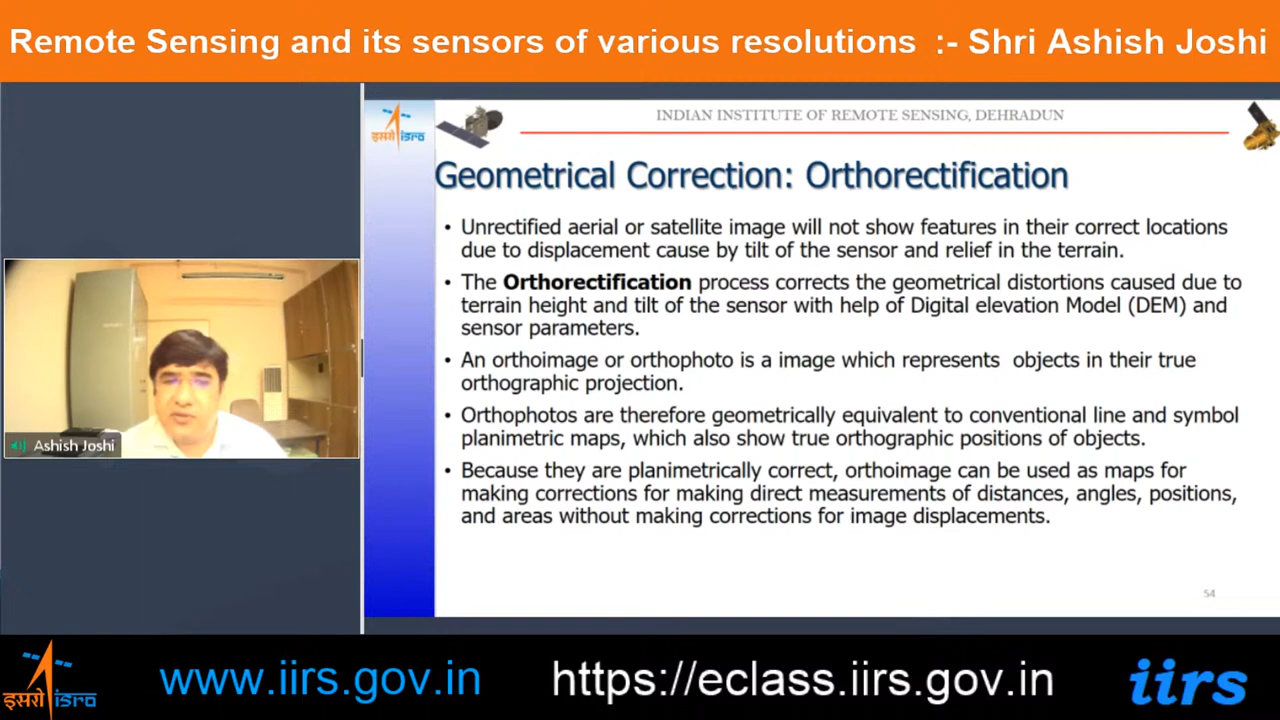 Remote Sensing and its sensors of various resolutions :- Shri Ashish Joshi
इसरो isro
INDIAN INSTITUTE OF REMOTE SENSING, DEHRADUN
Geometrical Correction: Orthorectification
• Unrectified aerial or satellite image will not show features in their correct locations
due to displacement cause by tilt of the sensor and relief in the terrain.
• The Orthorectification process corrects the geometrical distortions caused due to
terrain height and tilt of the sensor with help of Digital elevation Model (DEM) and
sensor parameters.
• An orthoimage or orthophoto is a image which represents objects in their true
orthographic projection.
• Orthophotos are therefore geometrically equivalent to conventional line and symbol
planimetric maps, which also show true orthographic positions of objects.
• Because they are planimetrically correct, orthoimage can be used as maps for
making corrections for making direct measurements of distances, angles, positions,
and areas without making corrections for image displacements.
54
Ashish Joshi
इसरो isro
www.iirs.gov.in
https://eclass.iirs.gov.in
iirs